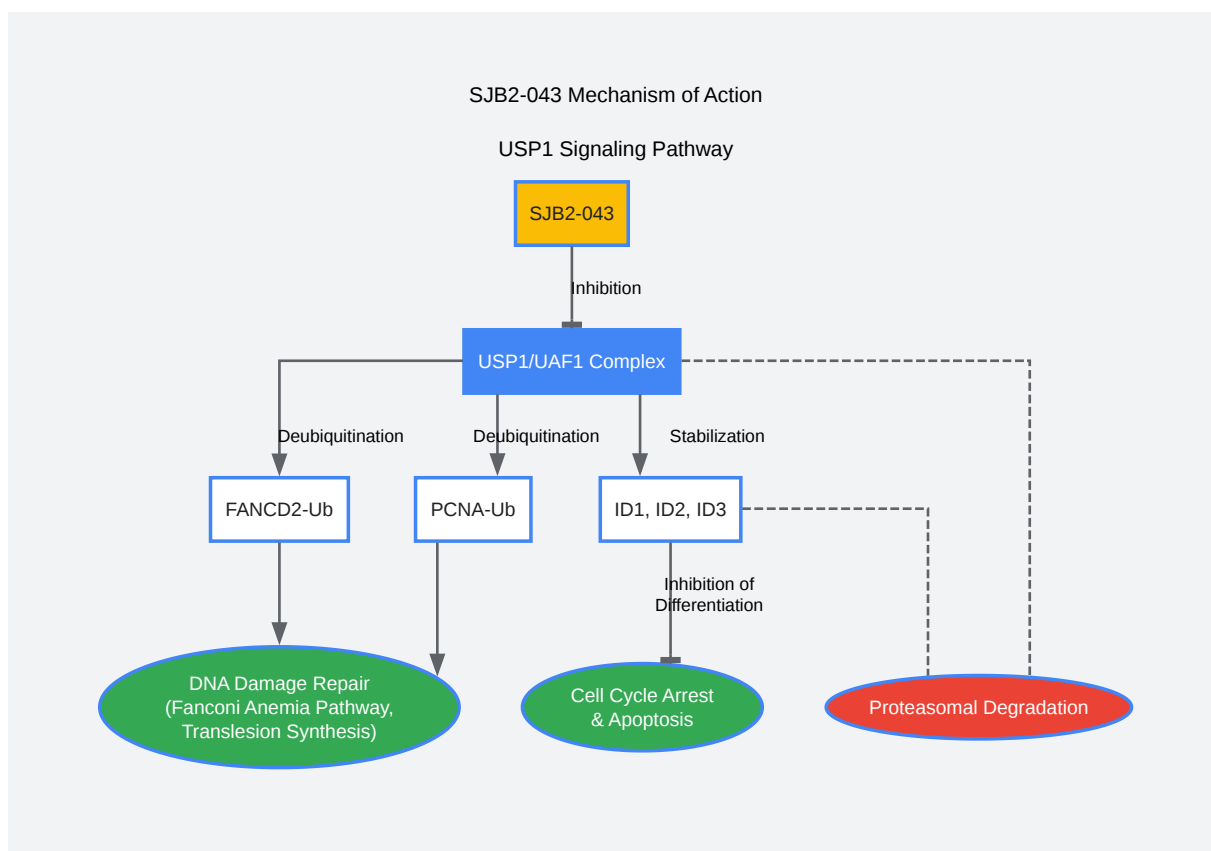 SJB2-043 Mechanism of Action
USP1 Signaling Pathway
SJB2-043
Inhibition
USP1/UAF1 Complex
Deubiquitination
Deubiquitination
Stabilization
FANCD2-Ub
PCNA-Ub
ID1, ID2, ID3
Inhibition of
Differentiation
DNA Damage Repair
(Fanconi Anemia Pathway,
Translesion Synthesis)
Cell Cycle Arrest
& Apoptosis
Proteasomal Degradation